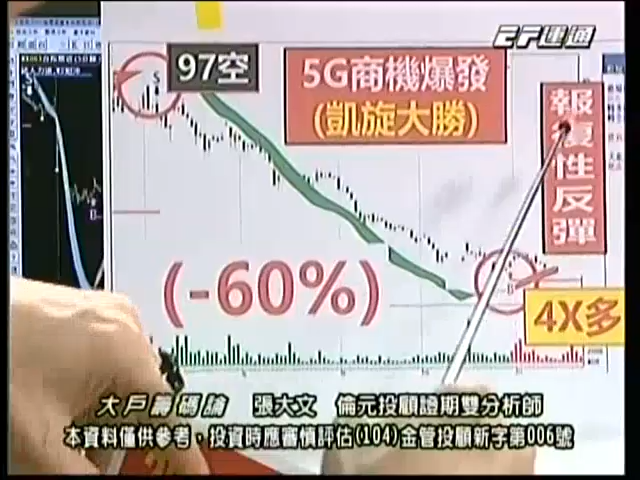 97空
5G商機爆發
(凱旋大勝)
報復性反彈
S
(-60%)
B
4X多
大戶籌碼論 張大文 倫元投顧證期雙分析師
本資料僅供參考，投資時應審慎評估(104)金管投顧新字第006號